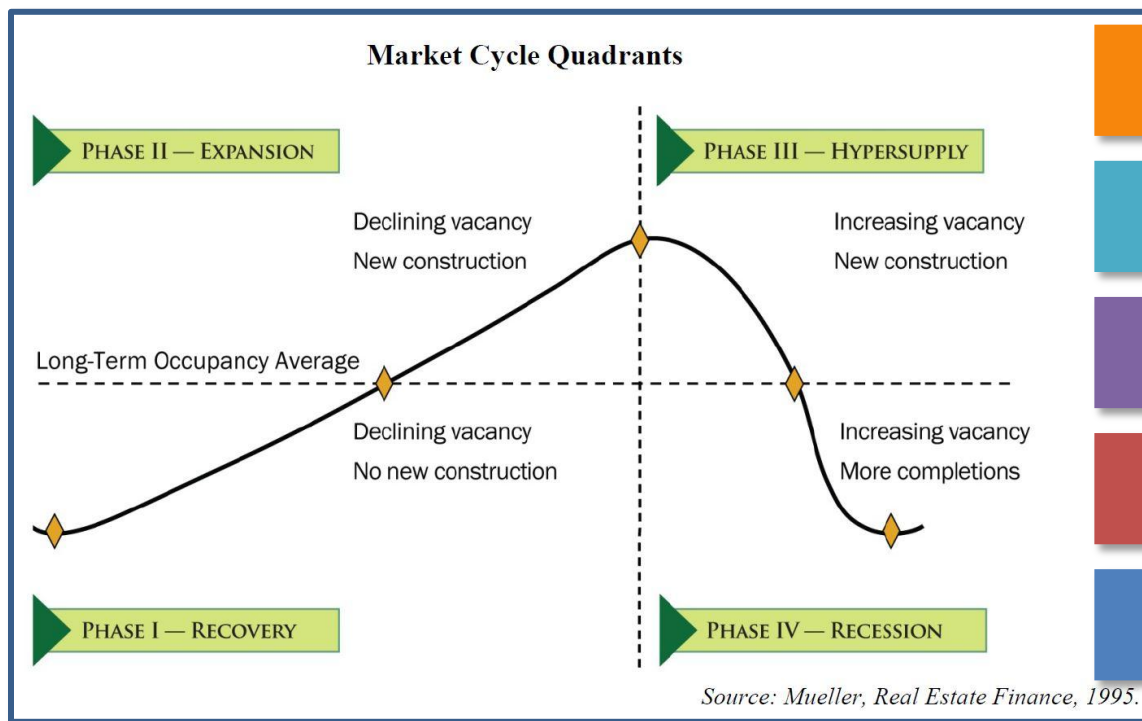 Market Cycle Quadrants
PHASE II — EXPANSION
PHASE III — HYPERSUPPLY
Declining vacancy
New construction
Increasing vacancy
New construction
Long-Term Occupancy Average
Declining vacancy
No new construction
Increasing vacancy
More completions
PHASE I — RECOVERY
PHASE IV — RECESSION
Source: Mueller, Real Estate Finance, 1995.